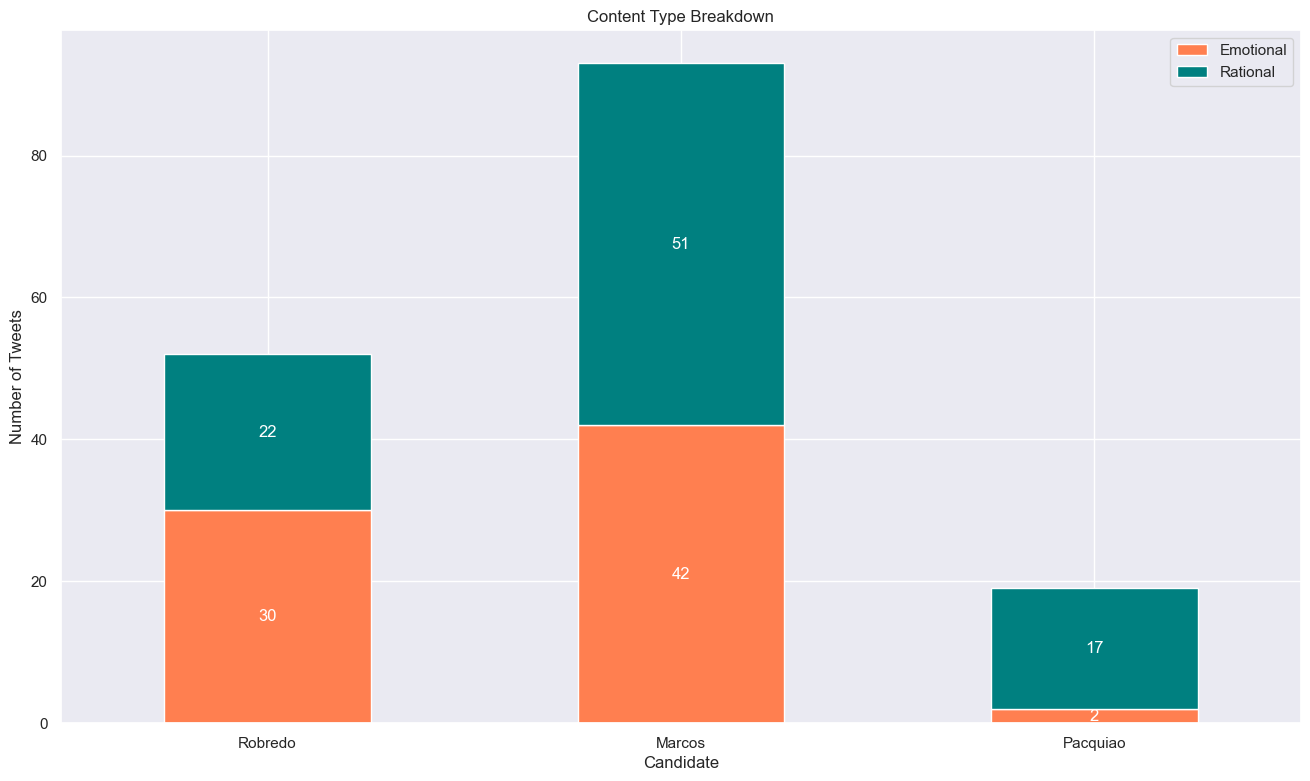 Content Type Breakdown
Emotional
Rational
Number of Tweets
80
60
40
20
0
51
22
42
30
17
2
Robredo
Marcos
Pacquiao
Candidate